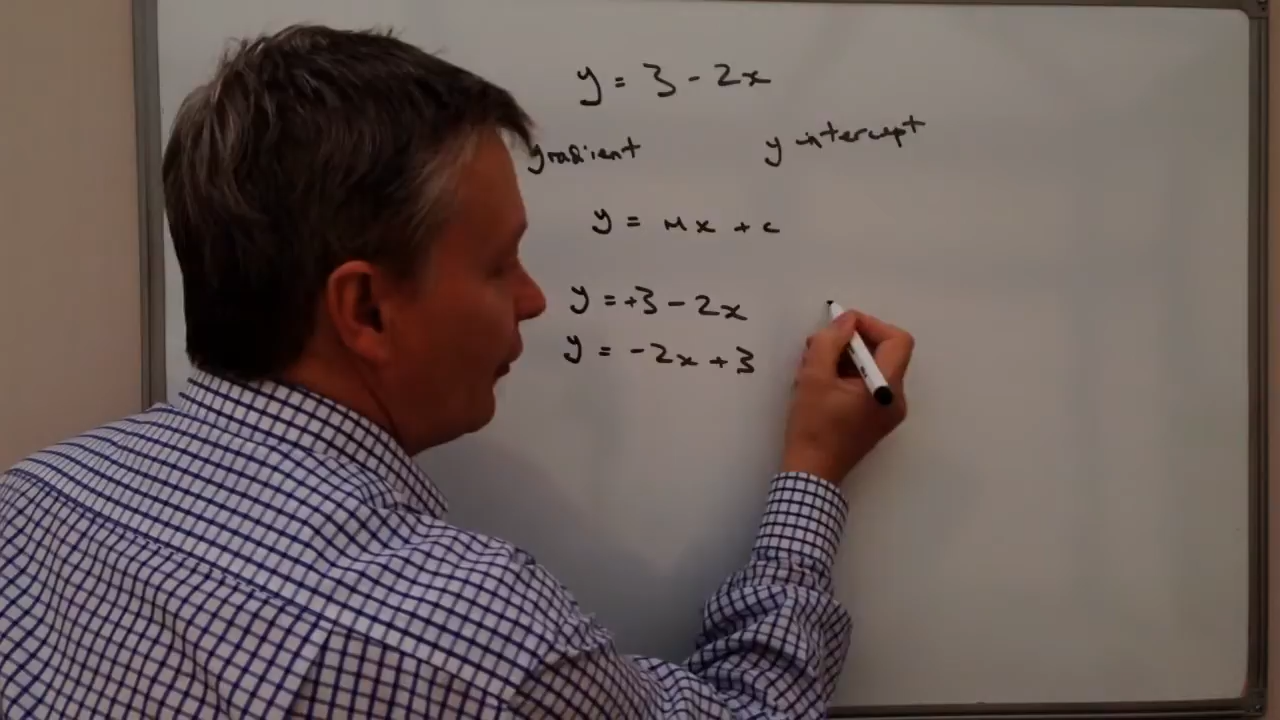 y = 3 - 2x
gradient y intercept
y = mx + c
y = +3 - 2x
y = -2x + 3